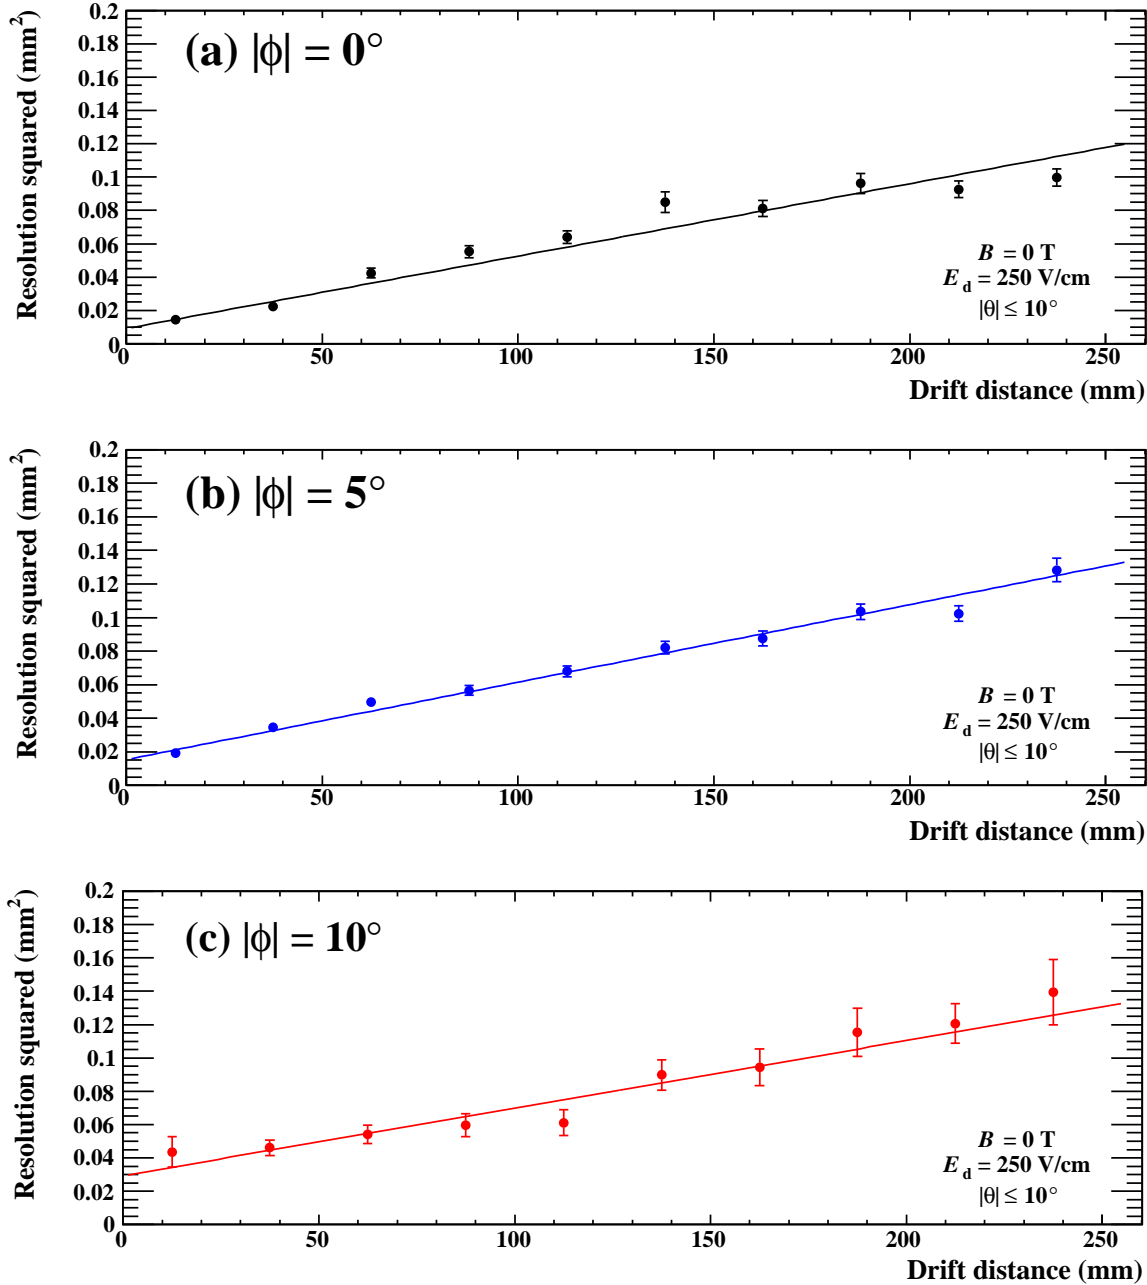 Resolution squared (mm²)
0.2
0.18
0.16
0.14
0.12
0.1
0.08
0.06
0.04
0.02
0
(a) |ϕ| = 0°
B = 0 T
E_d = 250 V/cm
|θ| ≤ 10°
0 50 100 150 200 250
Drift distance (mm)
Resolution squared (mm²)
0.2
0.18
0.16
0.14
0.12
0.1
0.08
0.06
0.04
0.02
0
(b) |ϕ| = 5°
B = 0 T
E_d = 250 V/cm
|θ| ≤ 10°
0 50 100 150 200 250
Drift distance (mm)
Resolution squared (mm²)
0.2
0.18
0.16
0.14
0.12
0.1
0.08
0.06
0.04
0.02
0
(c) |ϕ| = 10°
B = 0 T
E_d = 250 V/cm
|θ| ≤ 10°
0 50 100 150 200 250
Drift distance (mm)